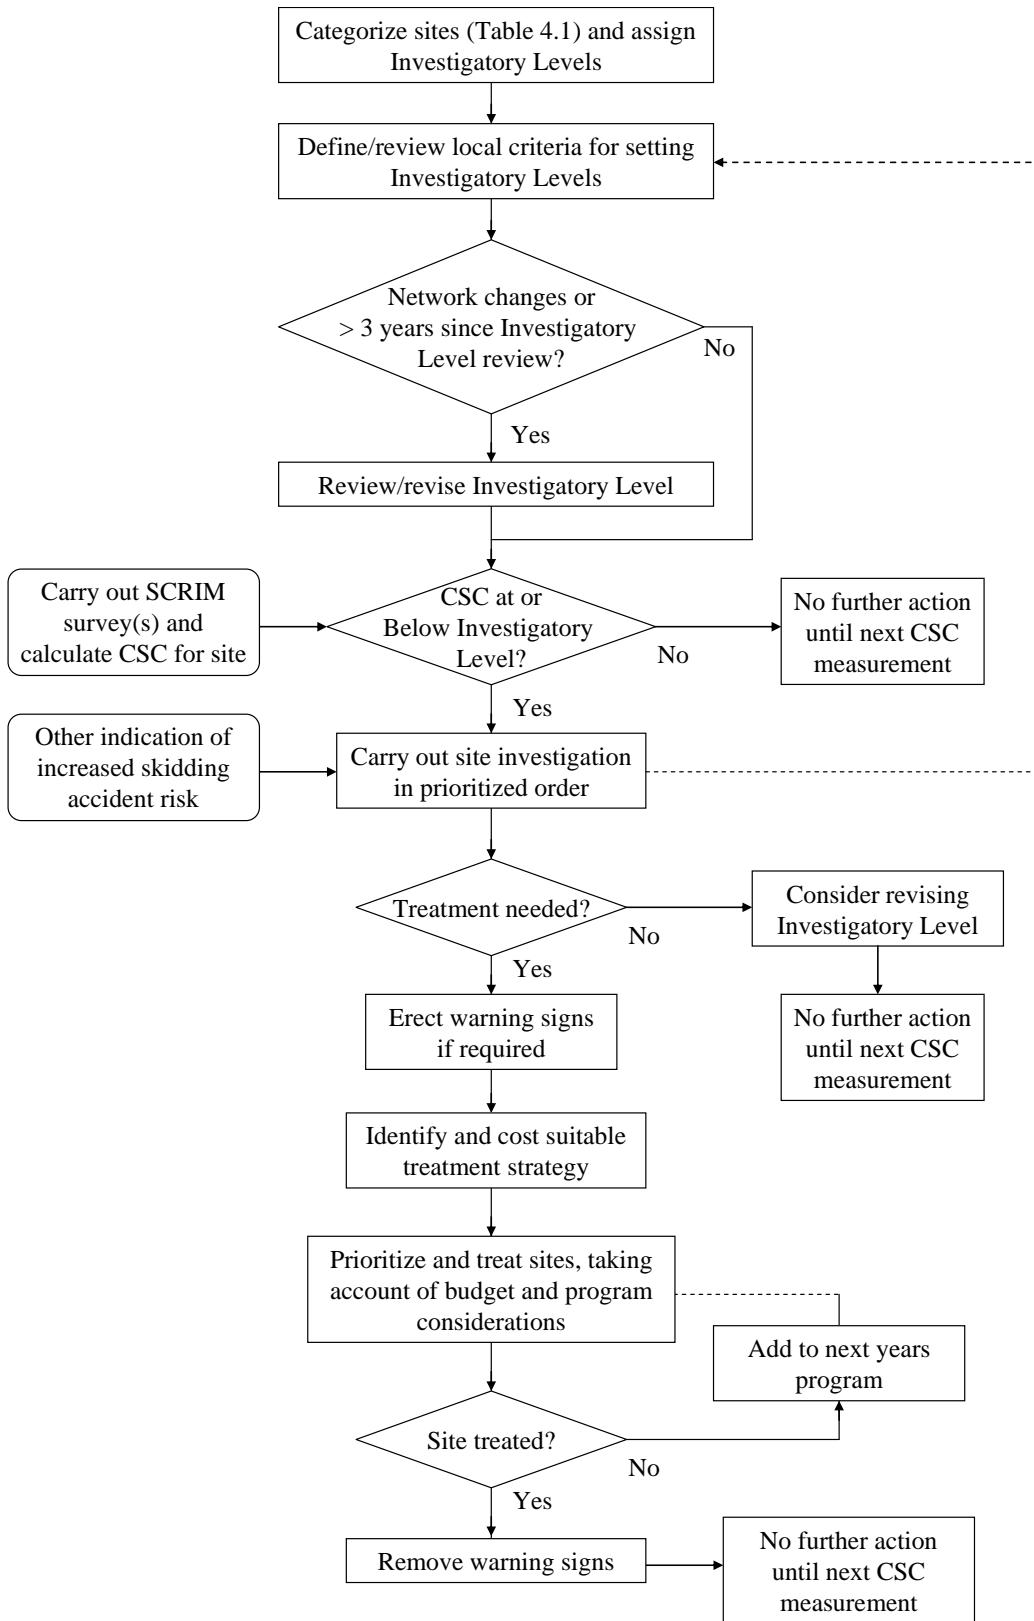 Categorize sites (Table 4.1) and assign
Investigatory Levels
Define/review local criteria for setting
Investigatory Levels
Network changes or
> 3 years since Investigatory
Level review?
No
Yes
Review/revise Investigatory Level
Carry out SCRIM
survey(s) and
calculate CSC for site
CSC at or
Below Investigatory
Level?
No
No further action
until next CSC
measurement
Yes
Other indication of
increased skidding
accident risk
Carry out site investigation
in prioritized order
Treatment needed?
No
Consider revising
Investigatory Level
Yes
No further action
until next CSC
measurement
Erect warning signs
if required
Identify and cost suitable
treatment strategy
Prioritize and treat sites, taking
account of budget and program
considerations
Add to next years
program
Site treated?
No
Yes
Remove warning signs
No further action
until next CSC
measurement